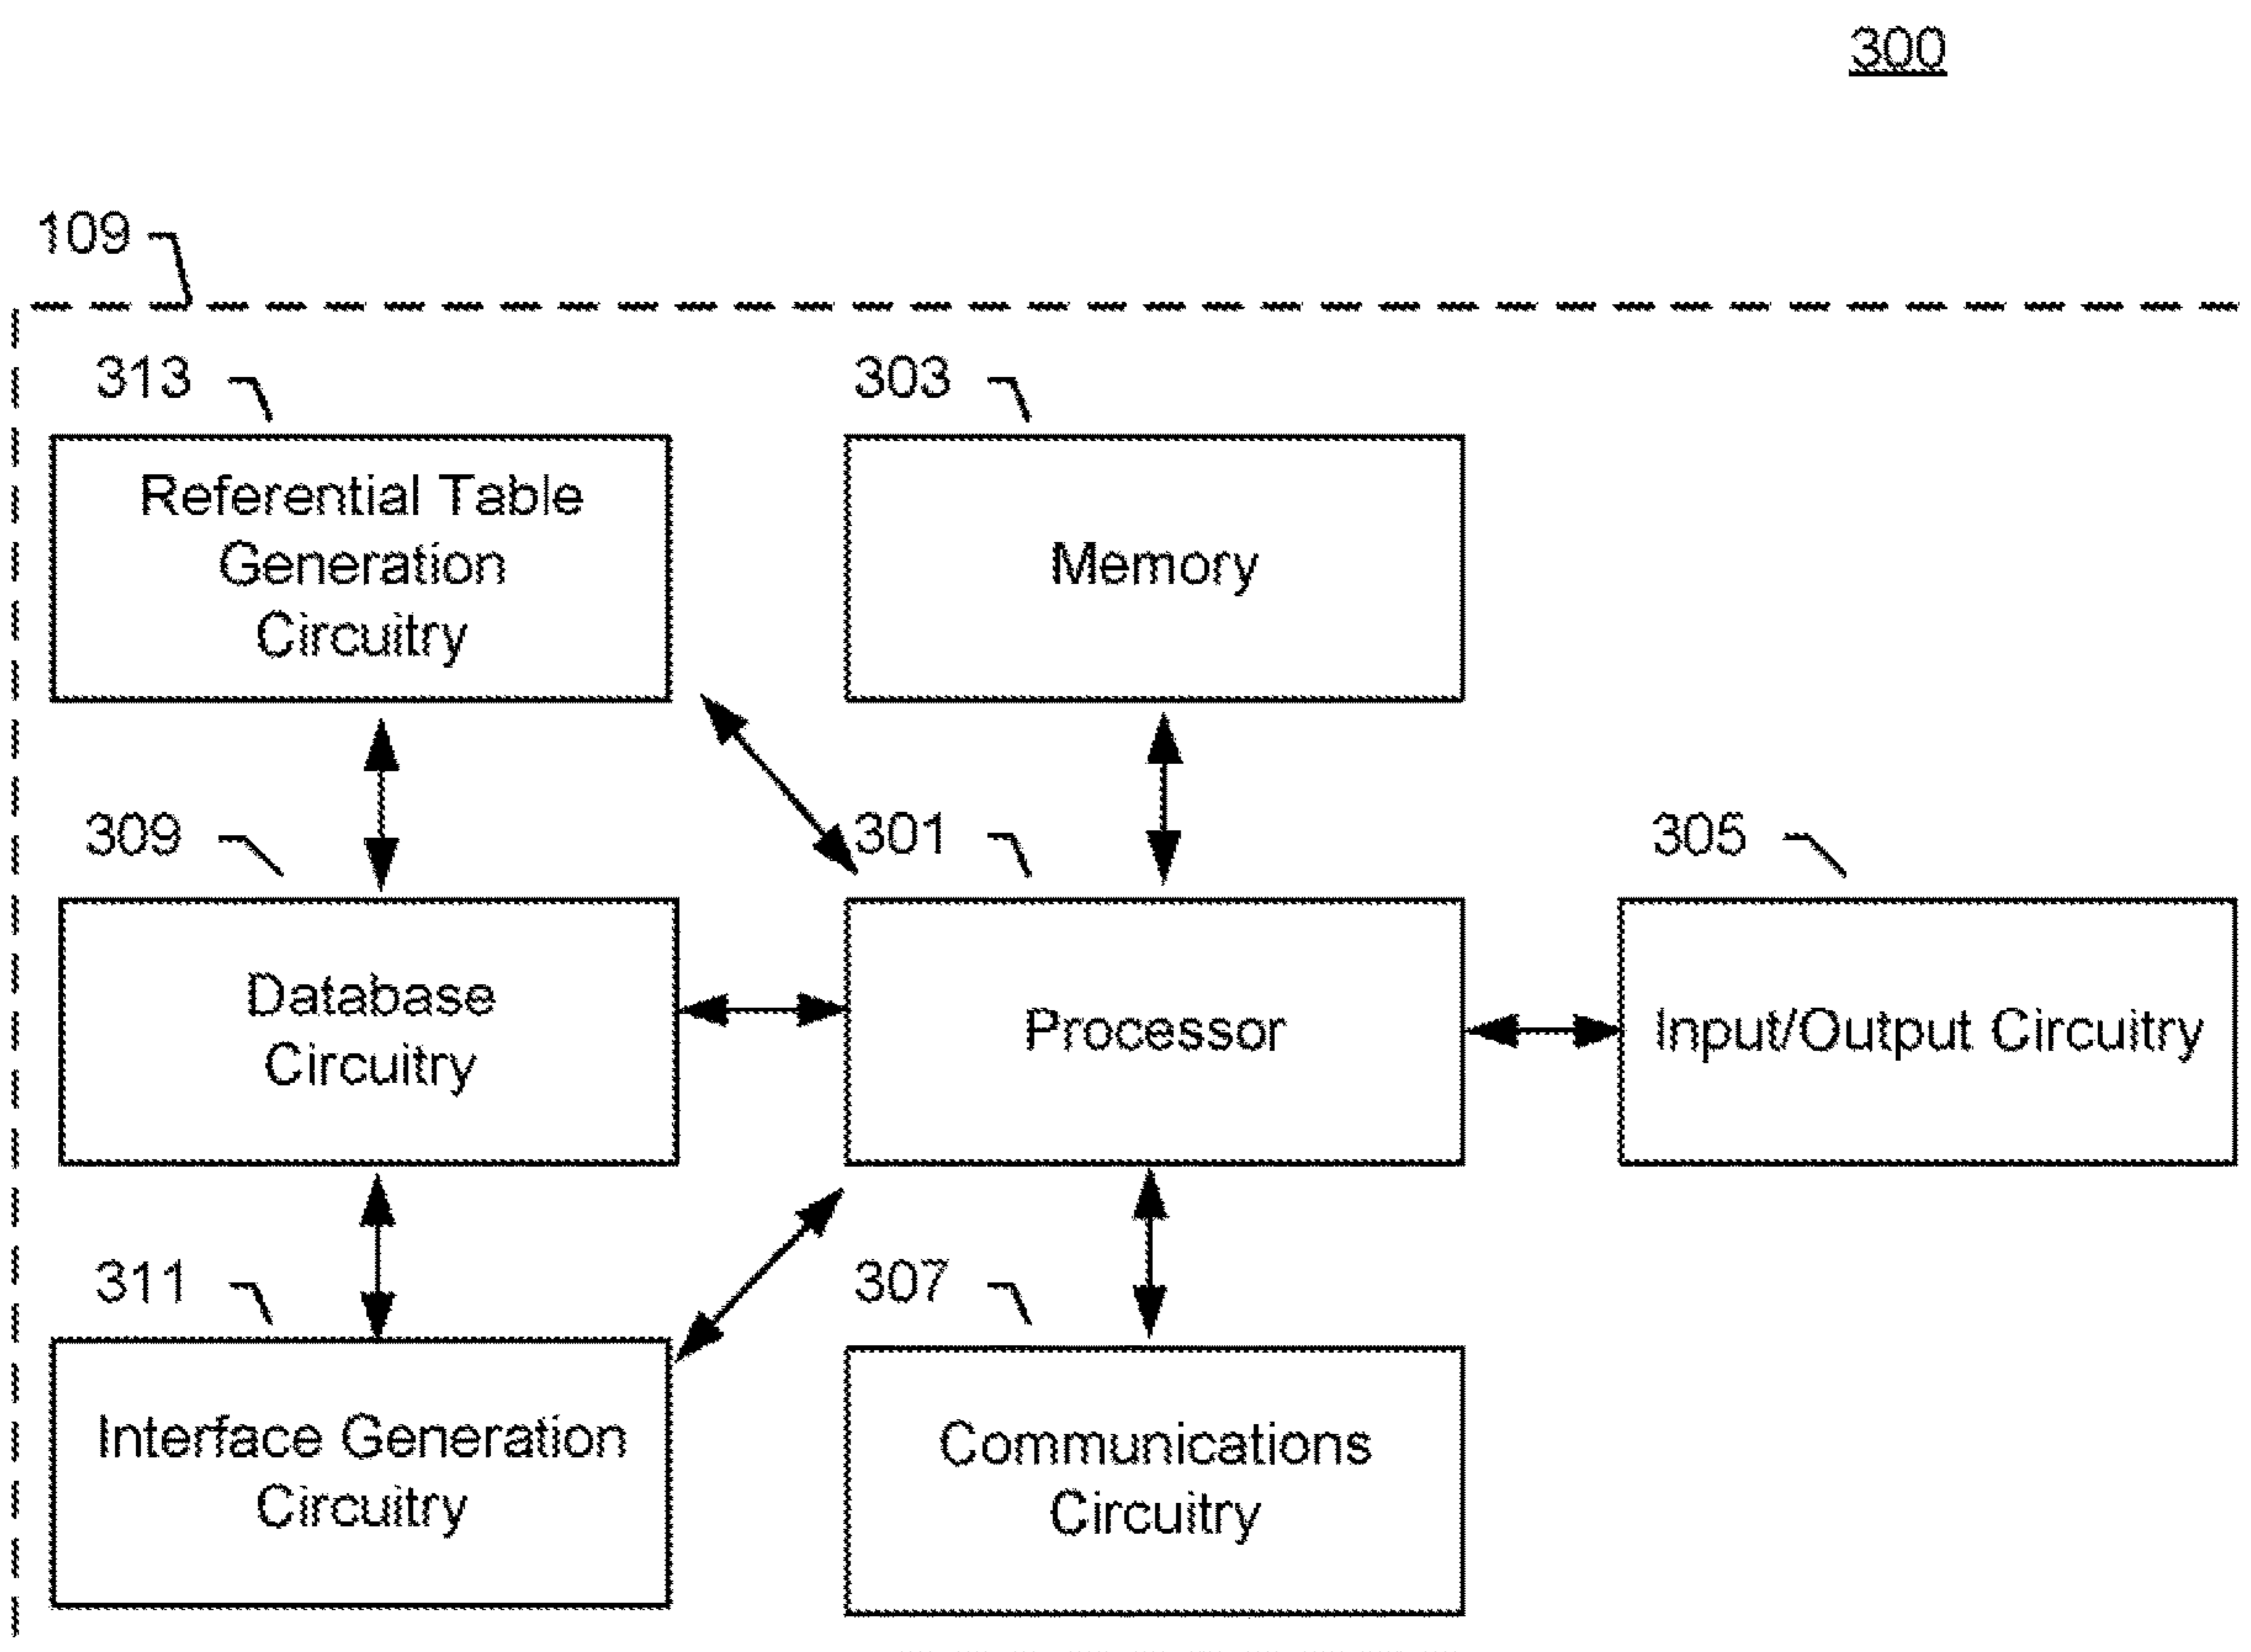 300
109
313
303
Referential Table
Generation
Circuitry
Memory
309
301
305
Database
Circuitry
Processor
Input/Output Circuitry
311
307
Interface Generation
Circuitry
Communications
Circuitry